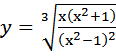 y = ∛(x(x²+1)/(x²−1)²)